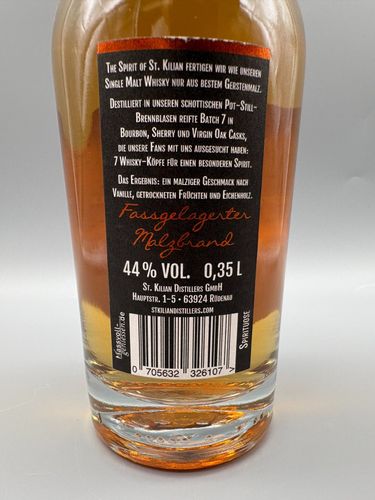 The Spirit of St. Kilian fertigen wir wie unseren
Single Malt Whisky nur aus bestem Gerstenmalz.
Destilliert in unseren schottischen Pot-Still-
Brennblasen reifte Batch 7 in
Bourbon, Sherry und Virgin Oak Casks,
die unsere Fans mit uns ausgesucht haben:
7 Whisky-Köpfe für einen besonderen Spirit.
Das Ergebnis: ein malziger Geschmack nach
Vanille, getrockneten Früchten und Eichenholz.
Fassgelagerter
Malzbrand
44 % VOL. 0,35 L
St. Kilian Distillers GmbH
Hauptstr. 1–5 • 63924 Rüdenau
stkiliandistillers.com
massvoll-
geniessen.de
Spirituose
0 705632 326107 >